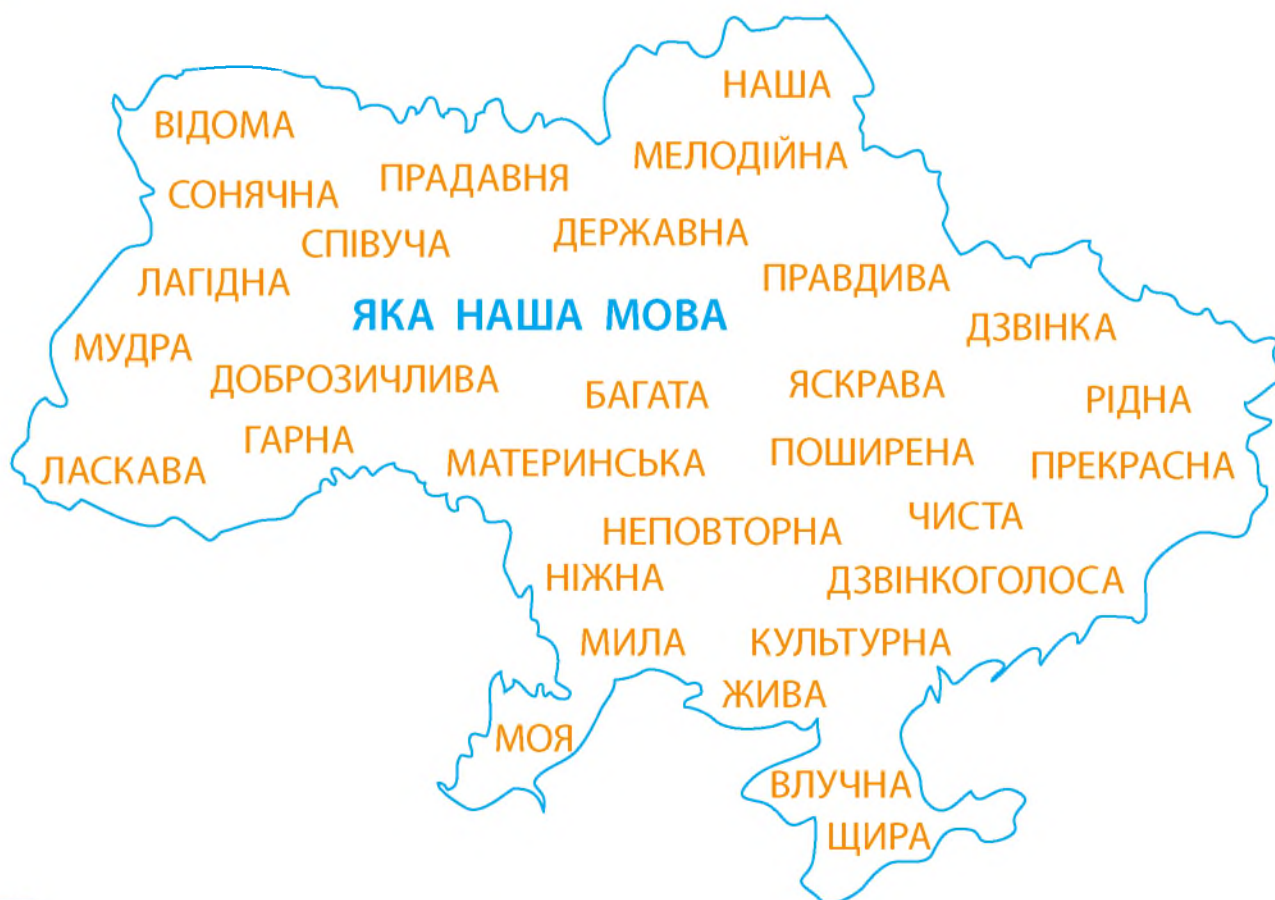 НАША
ВІДОМА
МЕЛОДІЙНА
ПРАДАВНЯ
СОНЯЧНА
ДЕРЖАВНА
СПІВУЧА
ПРАВДИВА
ЛАГІДНА
ЯКА НАША МОВА
ДЗВІНКА
МУДРА
ДОБРОЗИЧЛИВА
ЯСКРАВА
БАГАТА
РІДНА
ГАРНА
ПОШИРЕНА
МАТЕРИНСЬКА
ПРЕКРАСНА
ЛАСКАВА
ЧИСТА
НЕПОВТОРНА
НІЖНА
ДЗВІНКОГОЛОСА
МИЛА
КУЛЬТУРНА
ЖИВА
МОЯ
ВЛУЧНА
ЩИРА